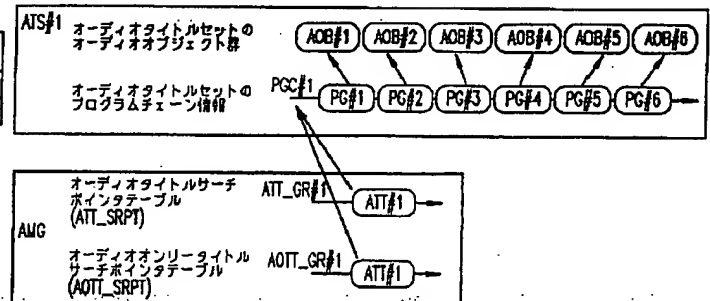 ATS#1
オーディオタイトルセットの
オーディオオブジェクト群
AOB#1 AOB#2 AOB#3 AOB#4 AOB#5 AOB#6
オーディオタイトルセットの
プログラムチェーン情報
PGC#1
PG#1 PG#2 PG#3 PG#4 PG#5 PG#6
AMG
オーディオタイトルサーチ
ポインタテーブル
(ATT_SRPT)
ATT_GR#1
ATT#1
オーディオオンリータイトル
サーチポインタテーブル
(AOTT_SRPT)
AOTT_GR#1
ATT#1